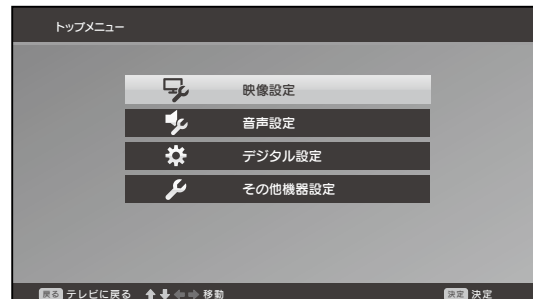 トップメニュー
映像設定
音声設定
デジタル設定
その他機器設定
戻る テレビに戻る 移動 決定 決定